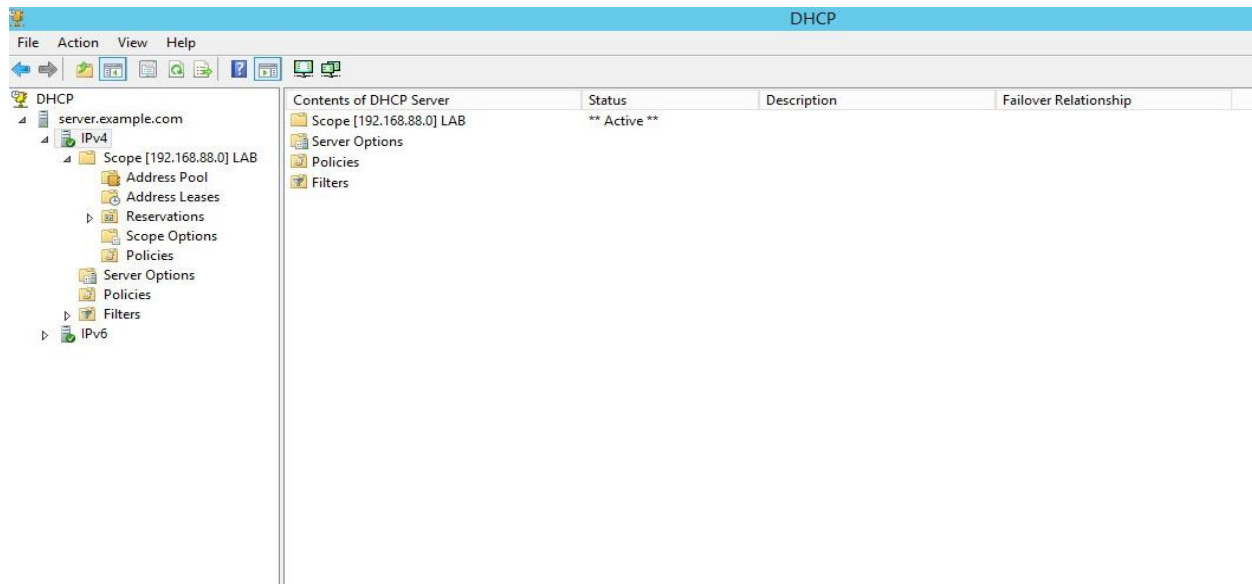 DHCP
File Action View Help
DHCP
server.example.com
IPv4
Scope [192.168.88.0] LAB
Address Pool
Address Leases
Reservations
Scope Options
Policies
Server Options
Policies
Filters
IPv6
Contents of DHCP Server Status Description Failover Relationship
Scope [192.168.88.0] LAB ** Active **
Server Options
Policies
Filters